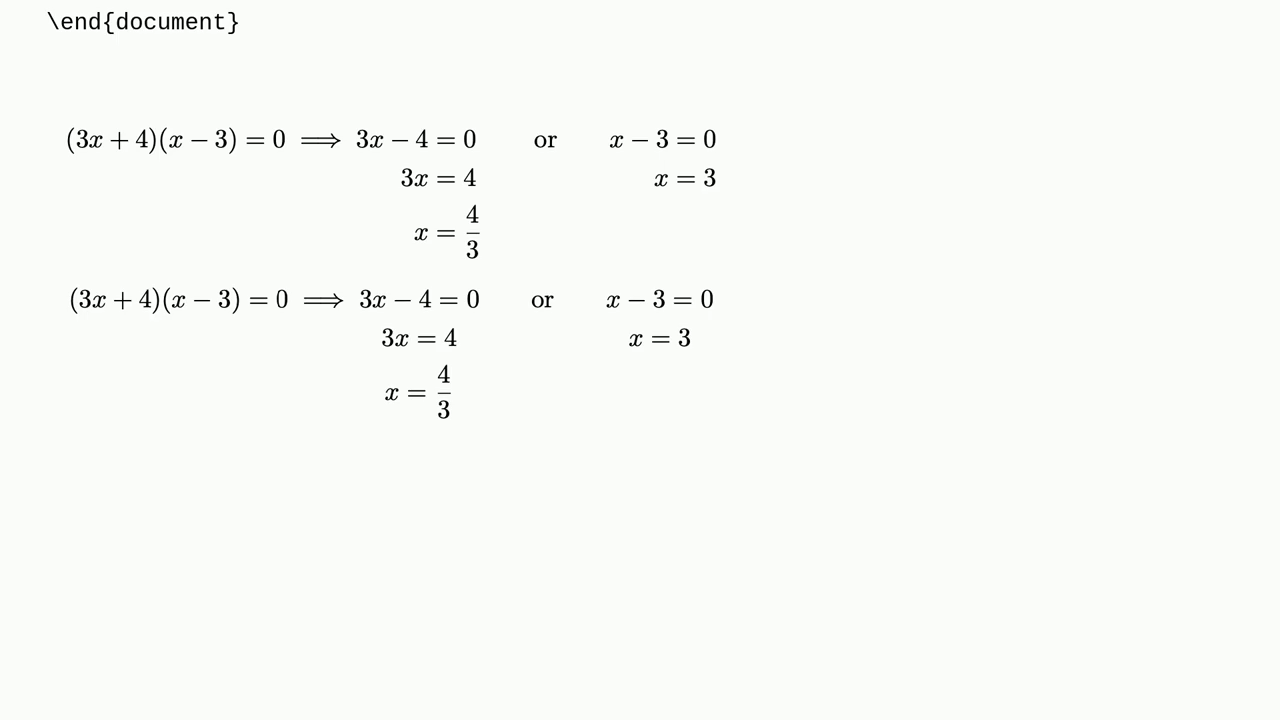 \end{document}
(3x + 4)(x − 3) = 0 ⟹ 3x − 4 = 0 or x − 3 = 0
3x = 4 x = 3
x = 4/3
(3x + 4)(x − 3) = 0 ⟹ 3x − 4 = 0 or x − 3 = 0
3x = 4 x = 3
x = 4/3